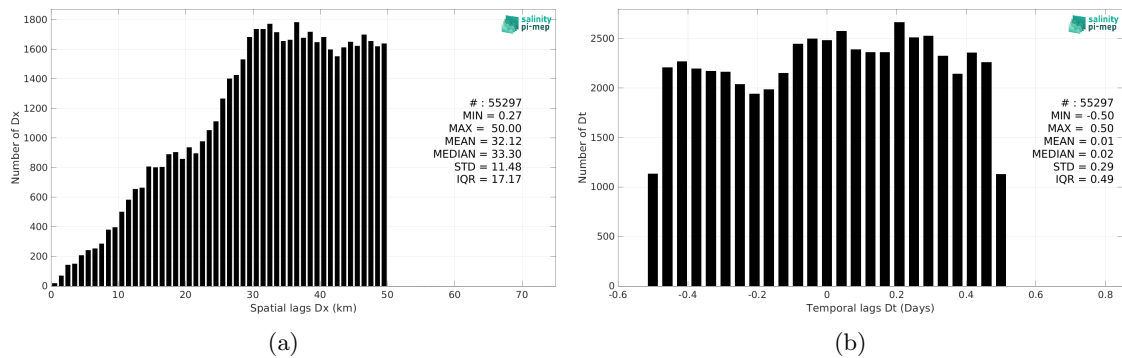 1800
1600
1400
1200
1000
800
600
400
200
0
Number of Dx
0 10 20 30 40 50 60 70
Spatial lags Dx (km)
salinity
pi-mep
# : 55297
MIN = 0.27
MAX = 50.00
MEAN = 32.12
MEDIAN = 33.30
STD = 11.48
IQR = 17.17
(a)
2500
2000
1500
1000
500
0
Number of Dt
-0.6 -0.4 -0.2 0 0.2 0.4 0.6 0.8
Temporal lags Dt (Days)
salinity
pi-mep
# : 55297
MIN = -0.50
MAX = 0.50
MEAN = 0.01
MEDIAN = 0.02
STD = 0.29
IQR = 0.49
(b)